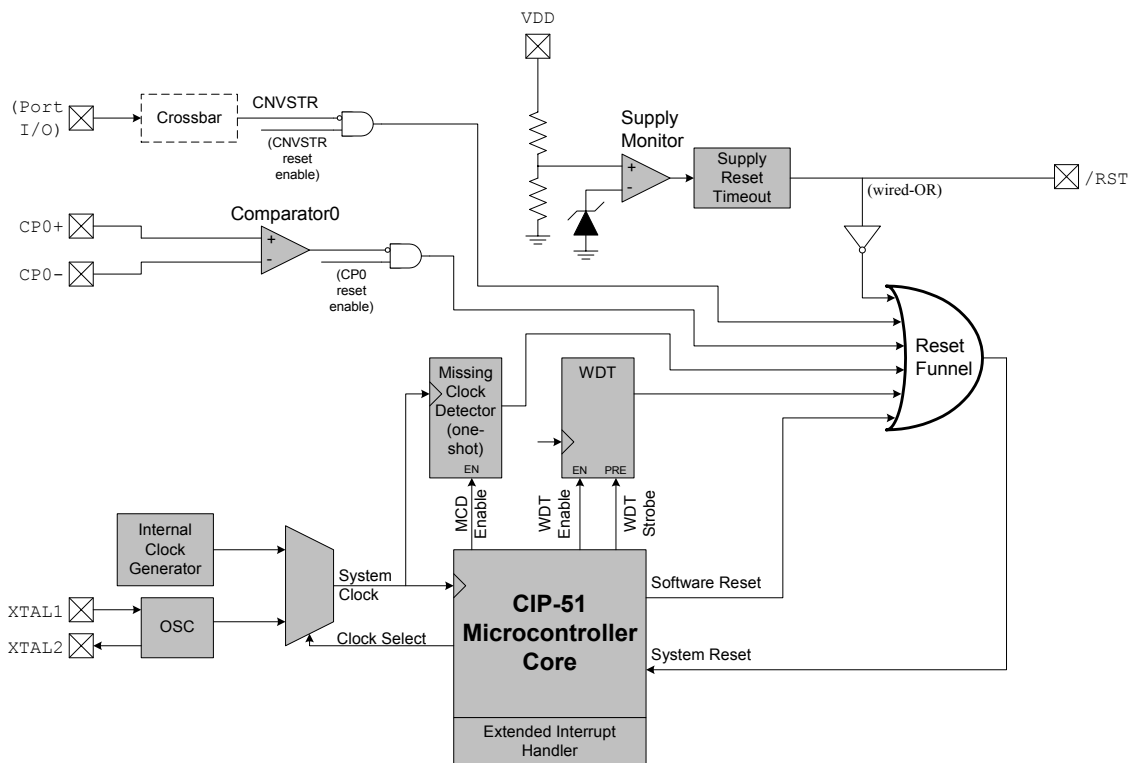 VDD
(Port
I/O)
Crossbar
CNVSTR
(CNVSTR
reset
enable)
Supply
Monitor
+
-
Supply
Reset
Timeout
(wired-OR)
/RST
CP0+
CP0-
Comparator0
+
-
(CP0
reset
enable)
Reset
Funnel
Missing
Clock
Detector
(one-
shot)
EN
WDT
EN
PRE
MCD
Enable
WDT
Enable
WDT
Strobe
Internal
Clock
Generator
System
Clock
XTAL1
XTAL2
OSC
Clock Select
CIP-51
Microcontroller
Core
Software Reset
System Reset
Extended Interrupt
Handler